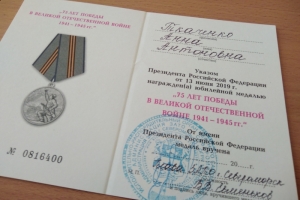 "75 ЛЕТ ПОБЕДЫ
В ВЕЛИКОЙ ОТЕЧЕСТВЕННОЙ ВОЙНЕ
1941 – 1945 гг."
№ 0816400
Ткаченко
Анна
Антоновна
Указом
Президента Российской Федерации
от 13 июня 2019 г.
награжден(а) юбилейной медалью
"75 ЛЕТ ПОБЕДЫ
В ВЕЛИКОЙ ОТЕЧЕСТВЕННОЙ
ВОЙНЕ 1941 – 1945 гг."
От имени
Президента Российской Федерации
медаль вручена
20 г.
Североморск